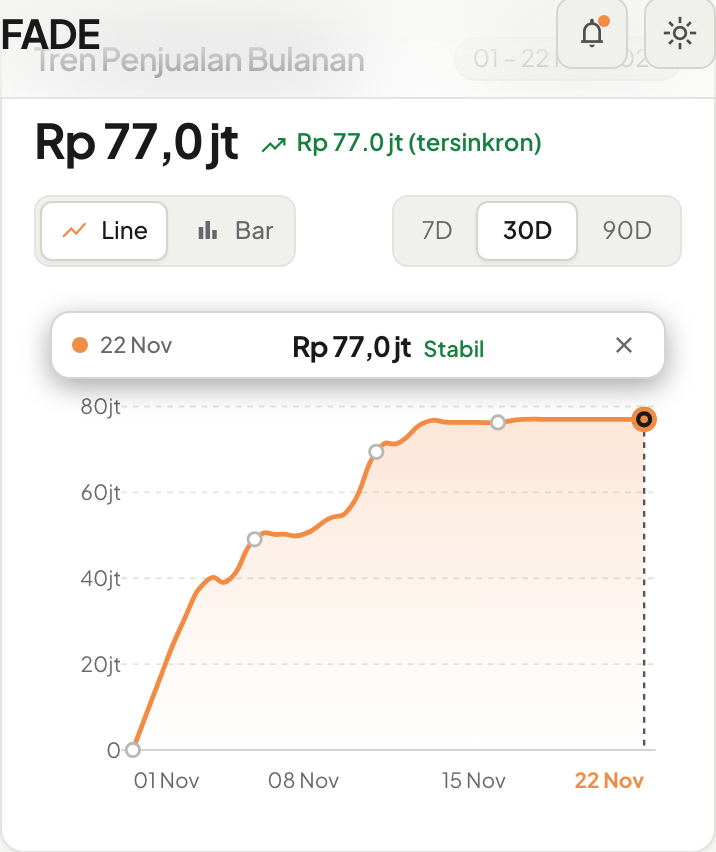 FADE
Tren Penjualan Bulanan
01 – 22
Rp 77,0 jt
Rp 77.0 jt (tersinkron)
Line
Bar
7D
30D
90D
22 Nov
Rp 77,0 jt
Stabil
80jt
60jt
40jt
20jt
0
01 Nov
08 Nov
15 Nov
22 Nov